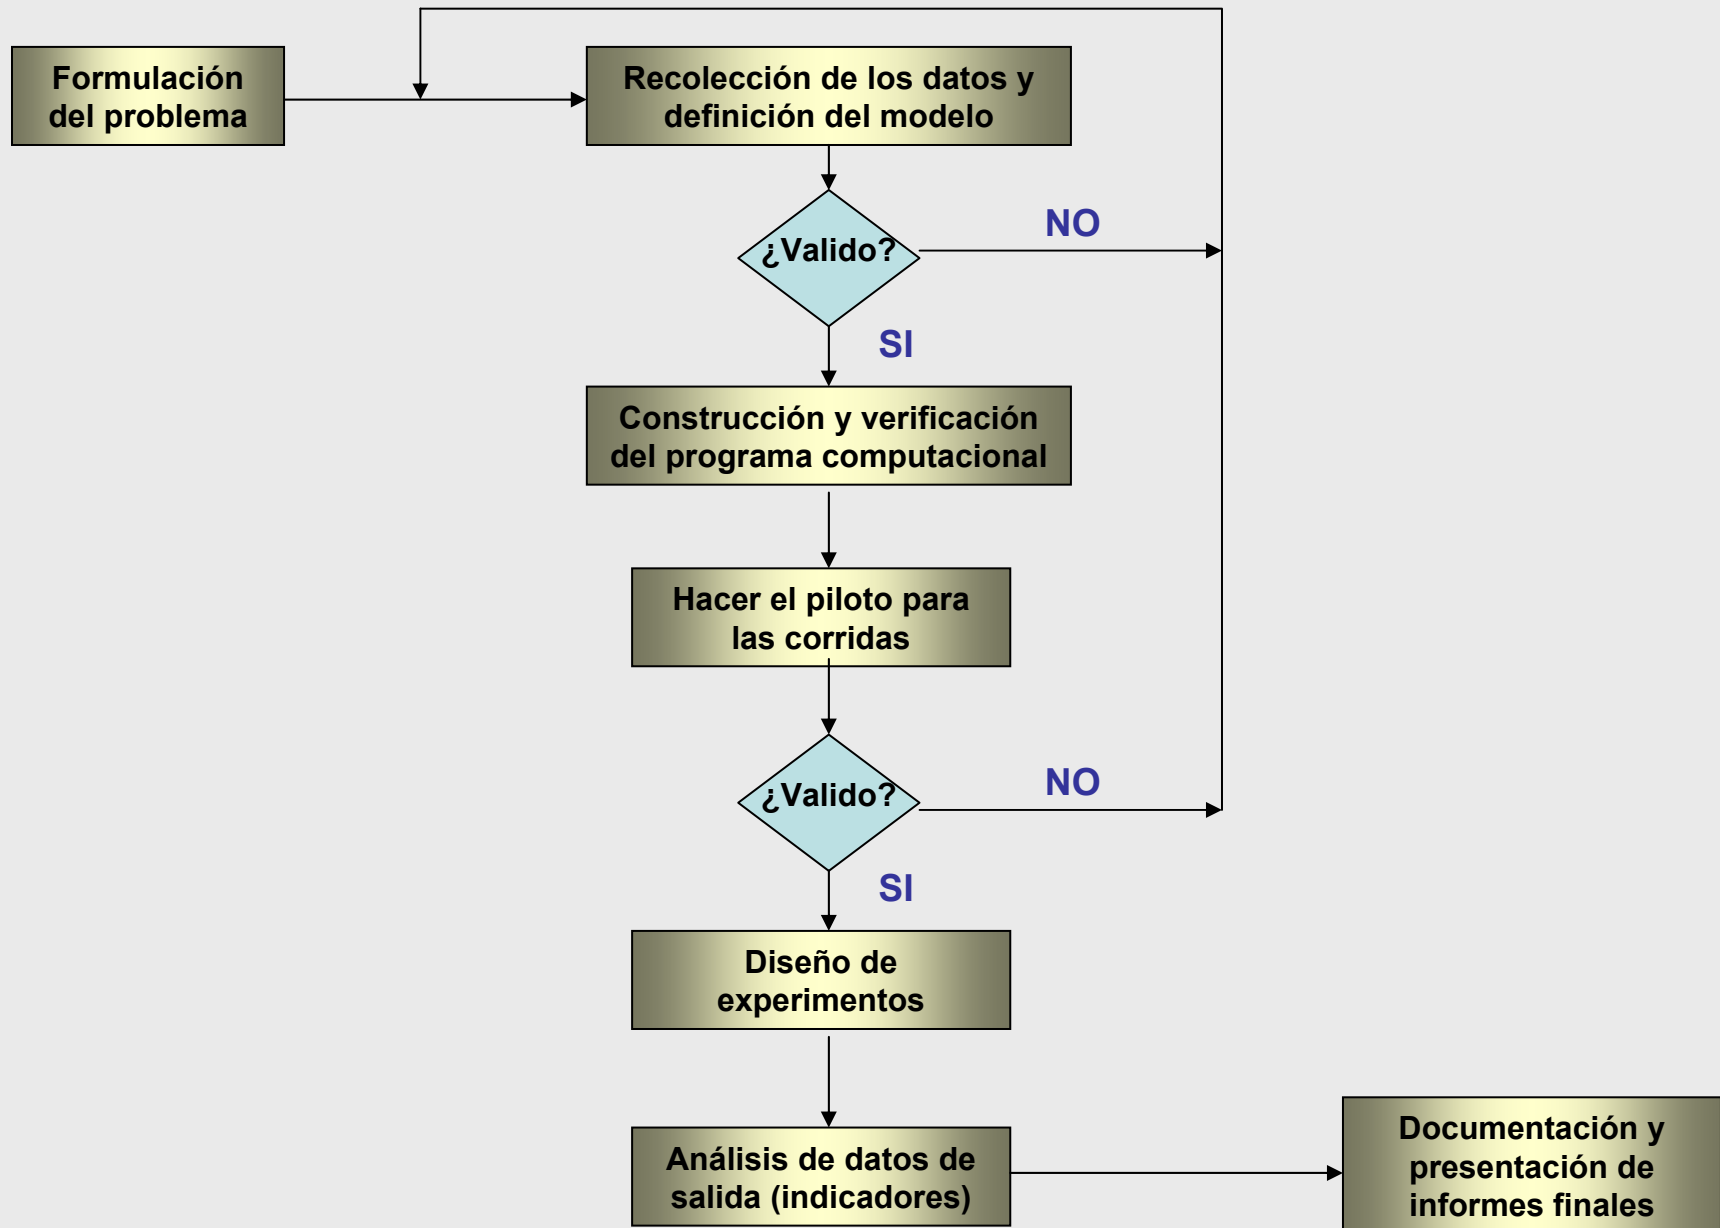 Formulación
del problema
Recolección de los datos y
definición del modelo
¿Valido?
NO
SI
Construcción y verificación
del programa computacional
Hacer el piloto para
las corridas
¿Valido?
NO
SI
Diseño de
experimentos
Análisis de datos de
salida (indicadores)
Documentación y
presentación de
informes finales